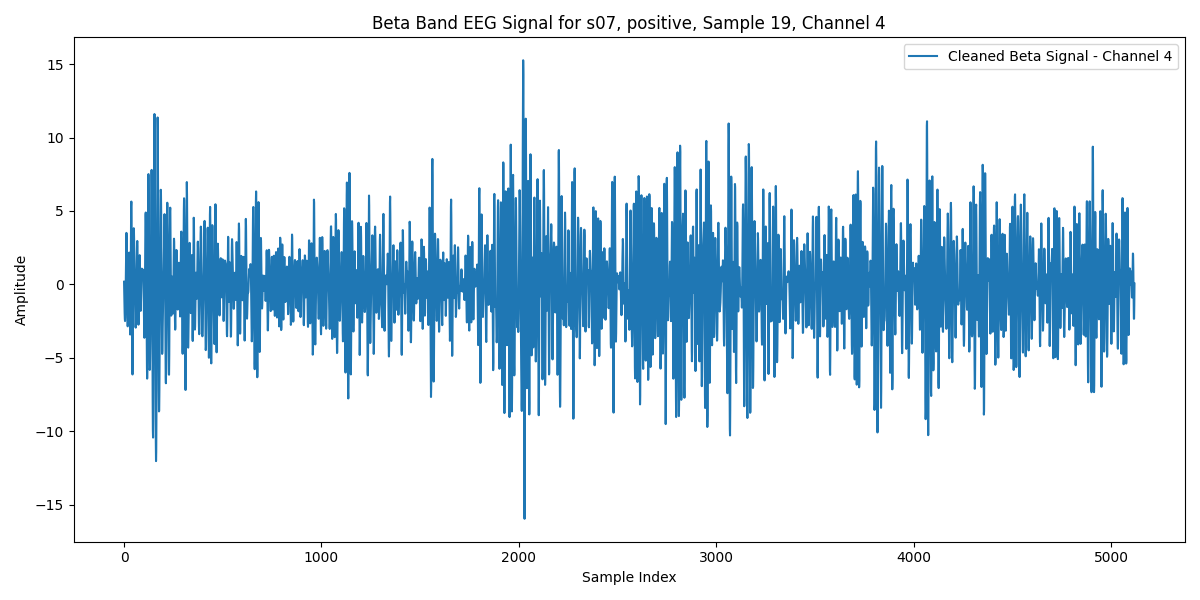 Beta Band EEG Signal for s07, positive, Sample 19, Channel 4
Cleaned Beta Signal - Channel 4
Amplitude
15
10
5
0
−5
−10
−15
0 1000 2000 3000 4000 5000
Sample Index